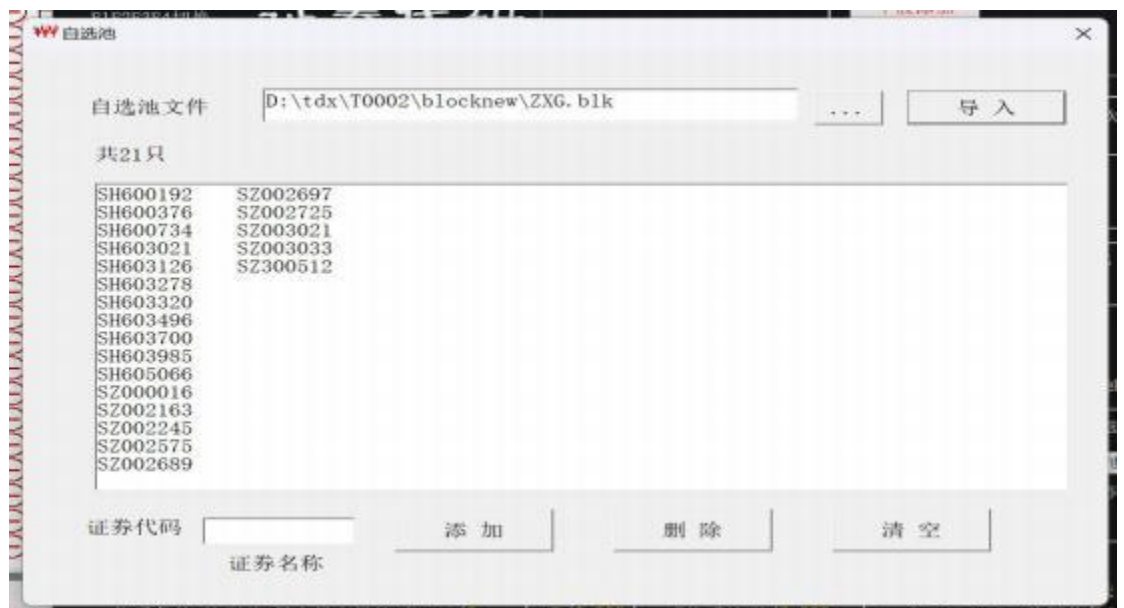 自选池
自选池文件 D:\tdx\T0002\blocknew\ZXG.blk ... 导入
共21只
SH600192 SZ002697
SH600376 SZ002725
SH600734 SZ003021
SH603021 SZ003033
SH603126 SZ300512
SH603278
SH603320
SH603496
SH603700
SH603985
SH605066
SZ000016
SZ002163
SZ002245
SZ002575
SZ002689
证券代码 添加 删除 清空
证券名称